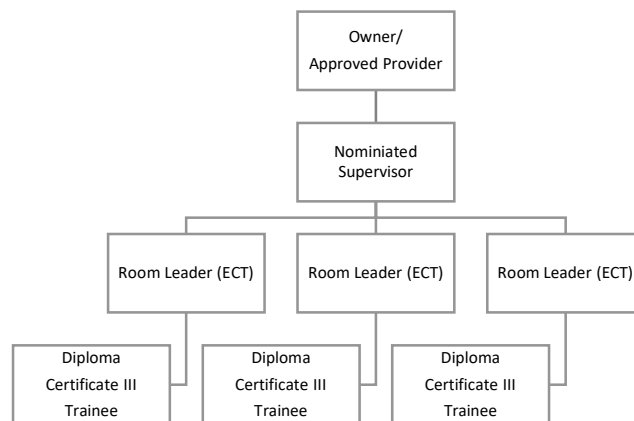 Owner/
Approved Provider
Nominiated
Supervisor
Room Leader (ECT)
Room Leader (ECT)
Room Leader (ECT)
Diploma
Certificate III
Trainee
Diploma
Certificate III
Trainee
Diploma
Certificate III
Trainee